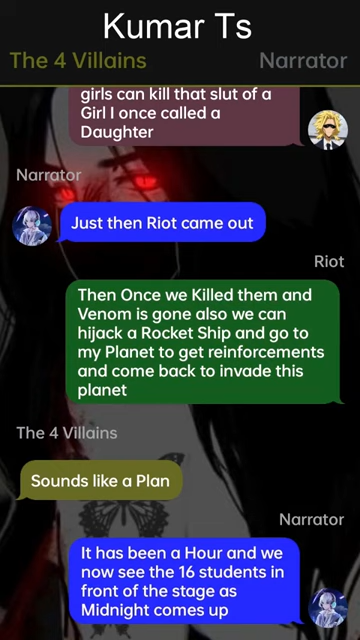 Kumar Ts
The 4 Villains
Narrator
girls can kill that slut of a
Girl I once called a
Daughter
Narrator
Just then Riot came out
Riot
Then Once we Killed them and
Venom is gone also we can
hijack a Rocket Ship and go to
my Planet to get reinforcements
and come back to invade this
planet
The 4 Villains
Sounds like a Plan
Narrator
It has been a Hour and we
now see the 16 students in
front of the stage as
Midnight comes up